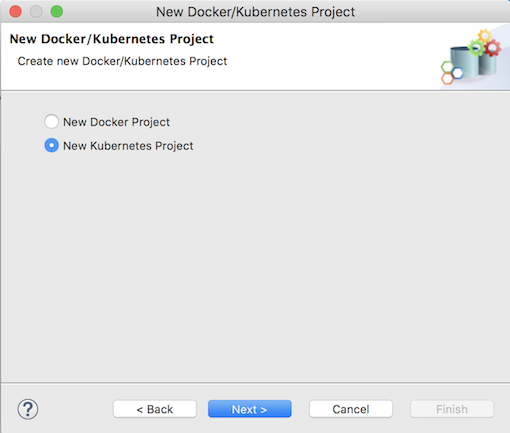 New Docker/Kubernetes Project
New Docker/Kubernetes Project
Create new Docker/Kubernetes Project
New Docker Project
New Kubernetes Project
?
< Back
Next >
Cancel
Finish